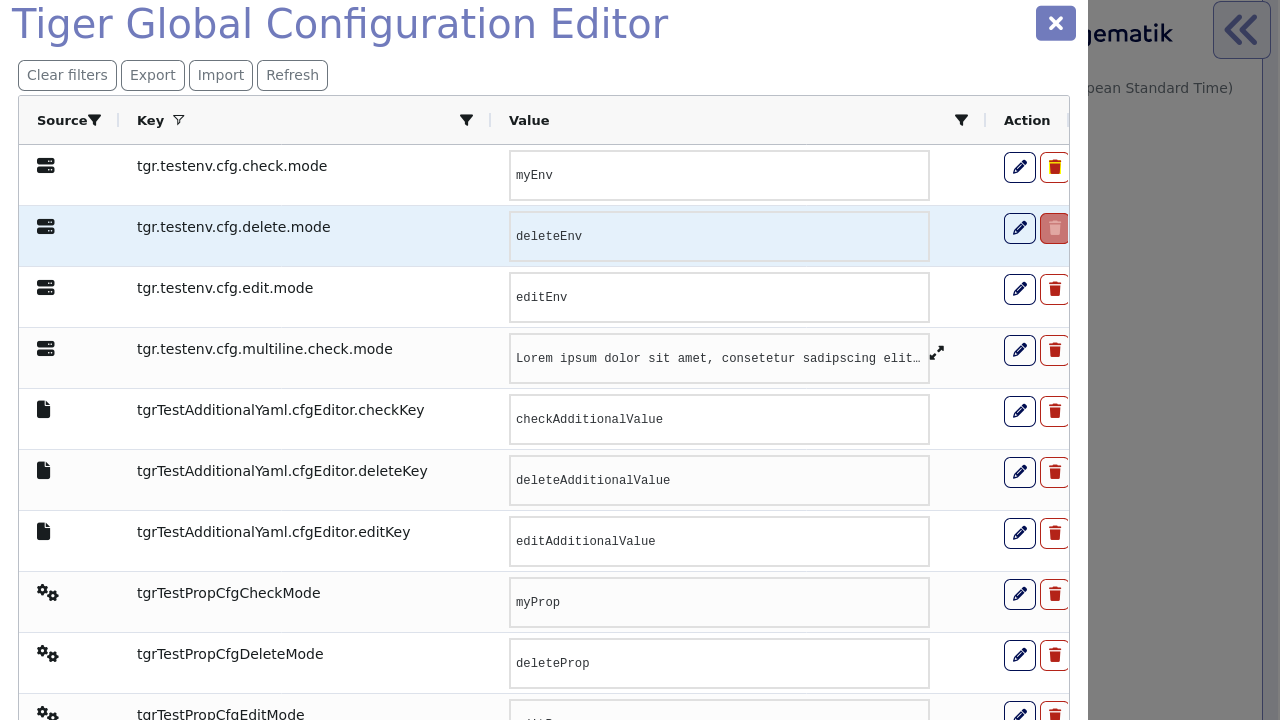 Tiger Global Configuration Editor
gematik
Clear filters Export Import Refresh
pean Standard Time)
Source Key Value Action
tgr.testenv.cfg.check.mode myEnv
tgr.testenv.cfg.delete.mode deleteEnv
tgr.testenv.cfg.edit.mode editEnv
tgr.testenv.cfg.multiline.check.mode Lorem ipsum dolor sit amet, consetetur sadipscing elit…
tgrTestAdditionalYaml.cfgEditor.checkKey checkAdditionalValue
tgrTestAdditionalYaml.cfgEditor.deleteKey deleteAdditionalValue
tgrTestAdditionalYaml.cfgEditor.editKey editAdditionalValue
tgrTestPropCfgCheckMode myProp
tgrTestPropCfgDeleteMode deleteProp
tgrTestPropCfgEditMode